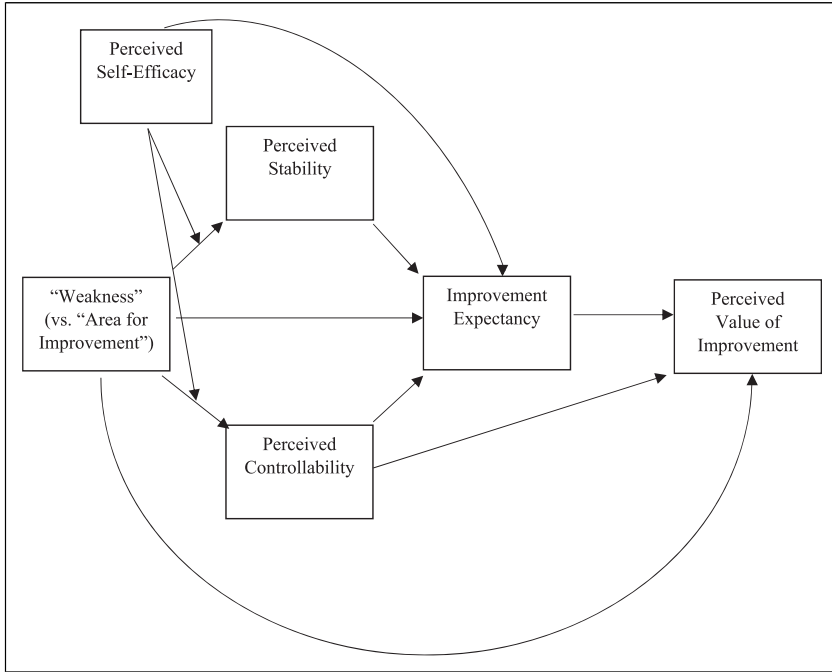 Perceived
Self-Efficacy
Perceived
Stability
“Weakness”
(vs. “Area for
Improvement”)
Improvement
Expectancy
Perceived
Value of
Improvement
Perceived
Controllability